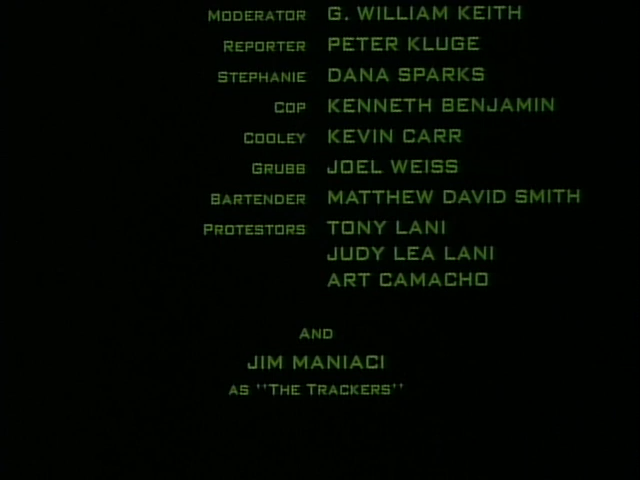 MODERATOR G. WILLIAM KEITH
REPORTER PETER KLUGE
STEPHANIE DANA SPARKS
COP KENNETH BENJAMIN
COOLEY KEVIN CARR
GRUBB JOEL WEISS
BARTENDER MATTHEW DAVID SMITH
PROTESTORS TONY LANI
JUDY LEA LANI
ART CAMACHO
AND
JIM MANIACI
AS "THE TRACKERS"